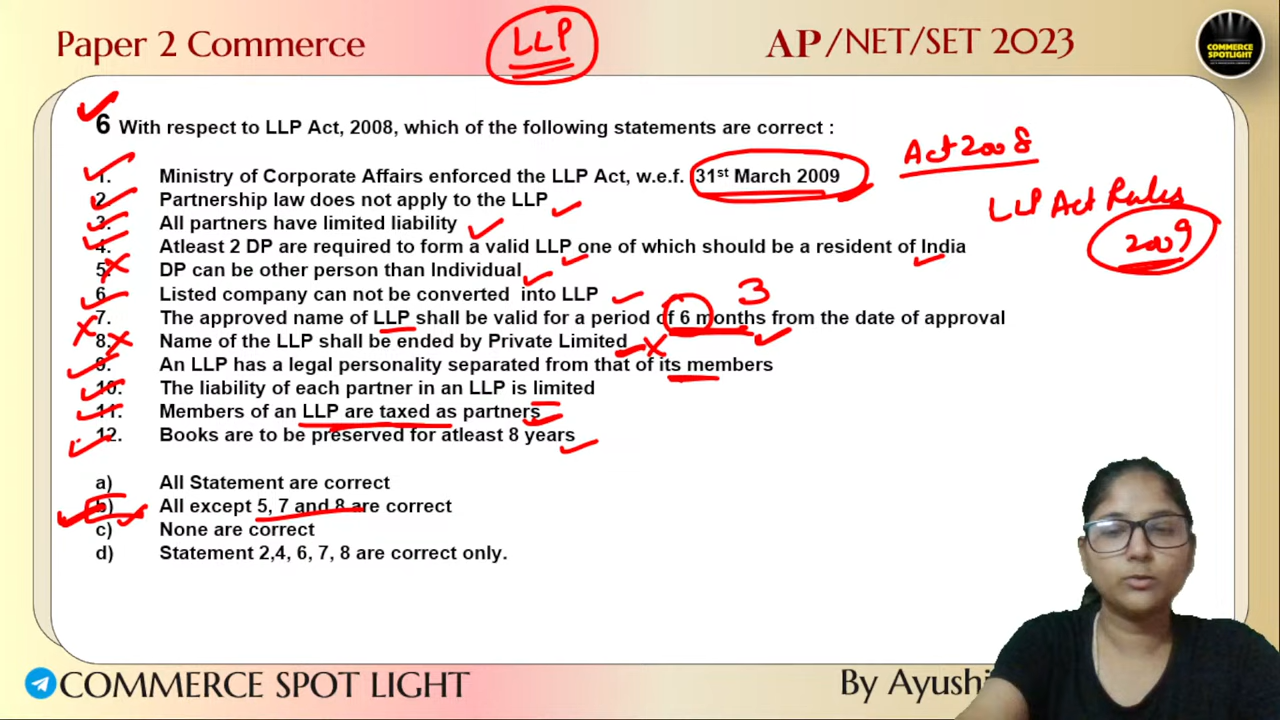 Paper 2 Commerce
LLP
AP/NET/SET 2023
COMMERCE
SPOTLIGHT
6 With respect to LLP Act, 2008, which of the following statements are correct :
Act 2008
1. Ministry of Corporate Affairs enforced the LLP Act, w.e.f. 31st March 2009
2. Partnership law does not apply to the LLP
LLP Act Rules
2009
3. All partners have limited liability
4. Atleast 2 DP are required to form a valid LLP one of which should be a resident of India
5. DP can be other person than Individual
6. Listed company can not be converted into LLP
3
7. The approved name of LLP shall be valid for a period of 6 months from the date of approval
8. Name of the LLP shall be ended by Private Limited
9. An LLP has a legal personality separated from that of its members
10. The liability of each partner in an LLP is limited
11. Members of an LLP are taxed as partners
12. Books are to be preserved for atleast 8 years
a) All Statement are correct
b) All except 5, 7 and 8 are correct
c) None are correct
d) Statement 2,4, 6, 7, 8 are correct only.
COMMERCE SPOT LIGHT
By Ayushi